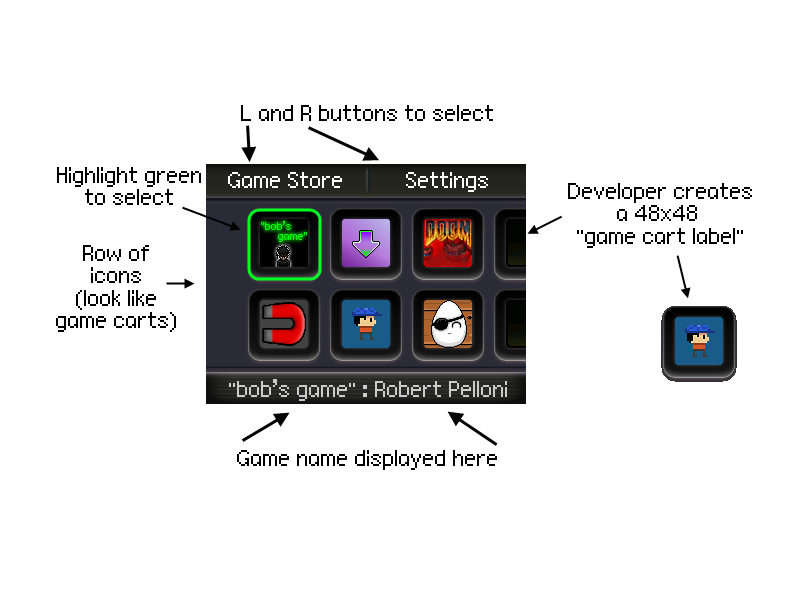 L and R buttons to select
Highlight green
to select
Game Store
Settings
Developer creates
a 48x48
"game cart label"
"bob's
game"
DOOM
Row of
icons
(look like
game carts)
"bob's game" : Robert Pelloni
Game name displayed here